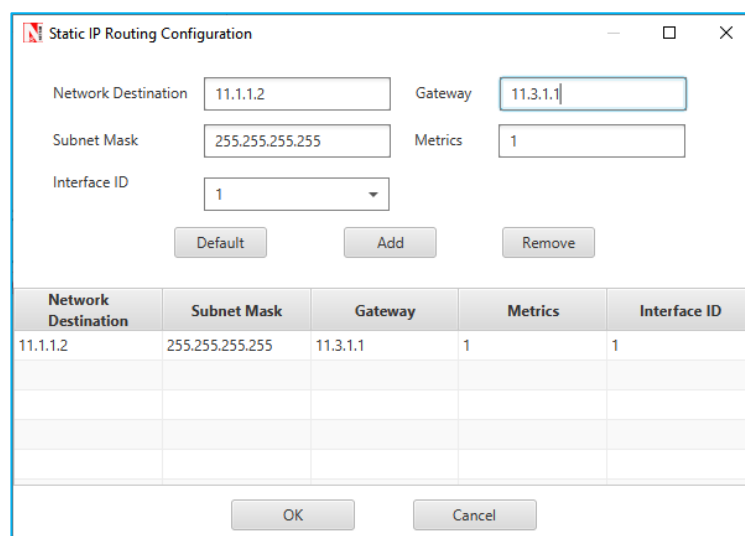 Static IP Routing Configuration
Network Destination 11.1.1.2 Gateway 11.3.1.1
Subnet Mask 255.255.255.255 Metrics 1
Interface ID 1
Default Add Remove
Network Destination Subnet Mask Gateway Metrics Interface ID
11.1.1.2 255.255.255.255 11.3.1.1 1 1
OK Cancel